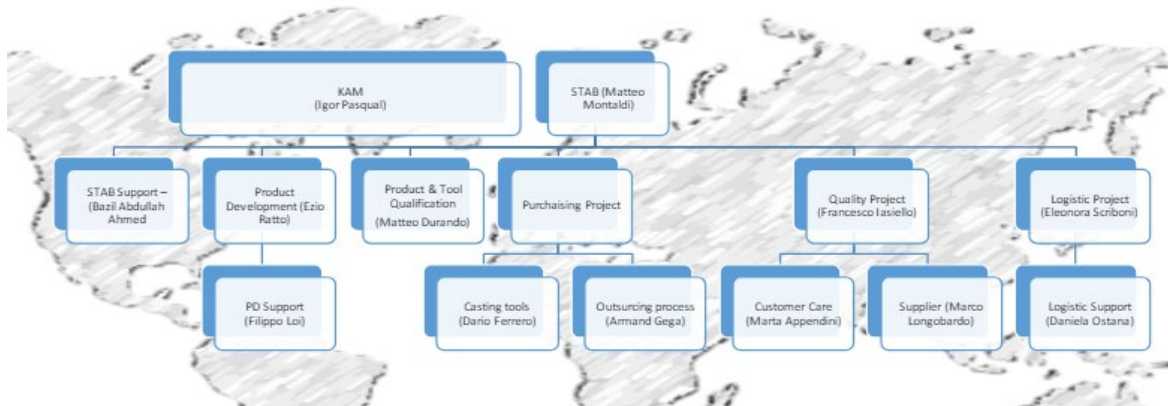 KAM
(Igor Pasqual)
STAB (Matteo
Montaldi)
STAB Support –
(Bazil Abdullah
Ahmed
Product
Development (Ezio
Ratto)
Product & Tool
Qualification
(Matteo Durando)
Purchaising Project
Quality Project
(Francesco Iasiello)
Logistic Project
(Eleonora Scriboni)
PD Support
(Filippo Loi)
Casting tools
(Dario Ferrero)
Outsurcing process
(Armand Gega)
Customer Care
(Marta Appendini)
Supplier (Marco
Longobardo)
Logistic Support
(Daniela Ostana)